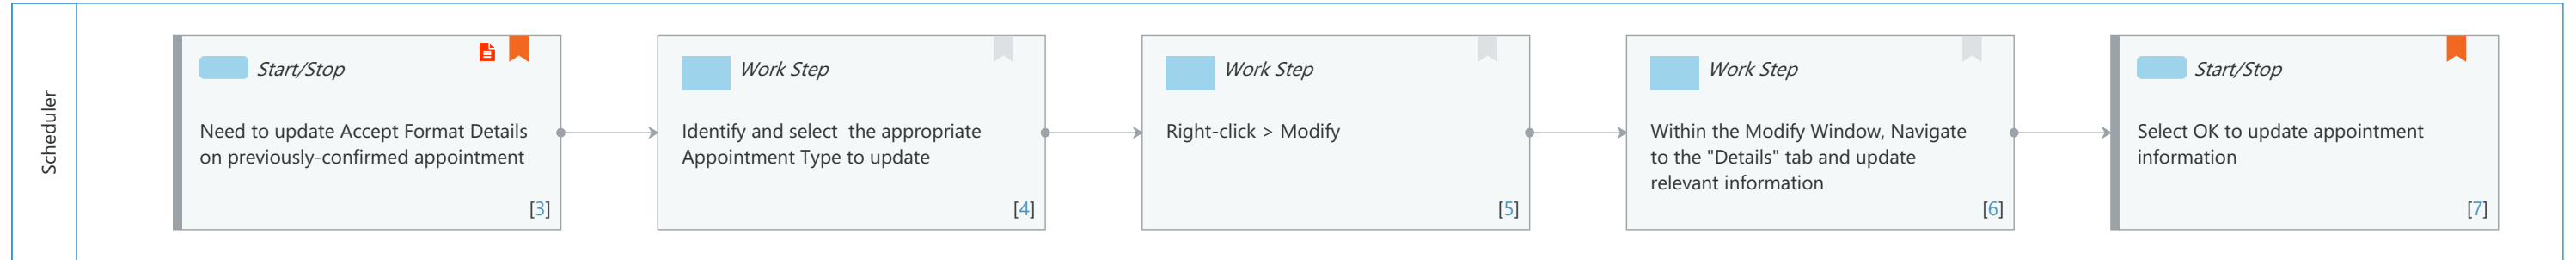 Scheduler
Start/Stop
Need to update Accept Format Details
on previously-confirmed appointment
[3]
Work Step
Identify and select  the appropriate
Appointment Type to update
[4]
Work Step
Right-click > Modify
[5]
Work Step
Within the Modify Window, Navigate
to the "Details" tab and update
relevant information
[6]
Start/Stop
Select OK to update appointment
information
[7]